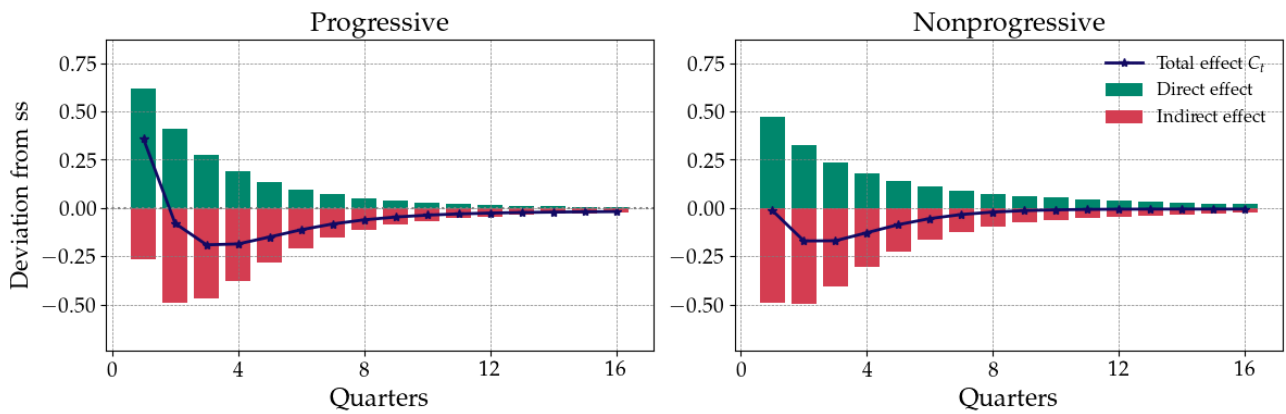 Progressive
Nonprogressive
Deviation from ss
0.75
0.50
0.25
0.00
−0.25
−0.50
0
4
8
12
16
Quarters
0.75
0.50
0.25
0.00
−0.25
−0.50
0
4
8
12
16
Quarters
Total effect Cₜ
Direct effect
Indirect effect